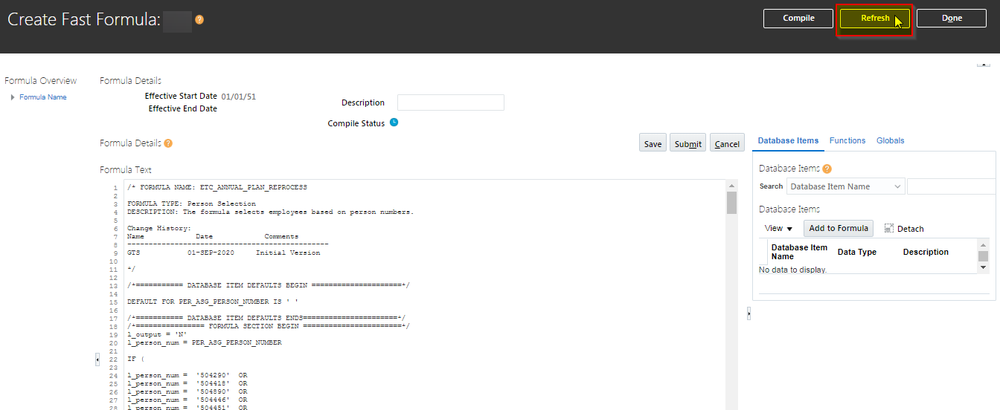 Create Fast Formula:
Compile
Refresh
Done
Formula Overview
Formula Name
Formula Details
Effective Start Date 01/01/51
Effective End Date
Description
Compile Status
Formula Details
Save
Submit
Cancel
Formula Text
1 /* FORMULA NAME: ETC_ANNUAL_PLAN_REPROCESS
2
3 FORMULA TYPE: Person Selection
4 DESCRIPTION: The formula selects employees based on person numbers.
5
6 Change History:
7 Name Date Comments
8 -----------------------------------------------
9 GTS 01-SEP-2020 Initial Version
10
11 */
12
13 /*=========== DATABASE ITEM DEFAULTS BEGIN =====================*/
14
15 DEFAULT FOR PER_ASG_PERSON_NUMBER IS ' '
16
17 /*=========== DATABASE ITEM DEFAULTS ENDS======================*/
18 /*================ FORMULA SECTION BEGIN =======================*/
19 l_output = 'N'
20 l_person_num = PER_ASG_PERSON_NUMBER
21
22 IF (
23
24 l_person_num = '504290' OR
25 l_person_num = '504418' OR
26 l_person_num = '504890' OR
27 l_person_num = '504446' OR
28 l_person_num = '504451' OR
Database Items
Functions
Globals
Database Items
Search
Database Item Name
Database Items
View
Add to Formula
Detach
Database Item Name
Data Type
Description
No data to display.